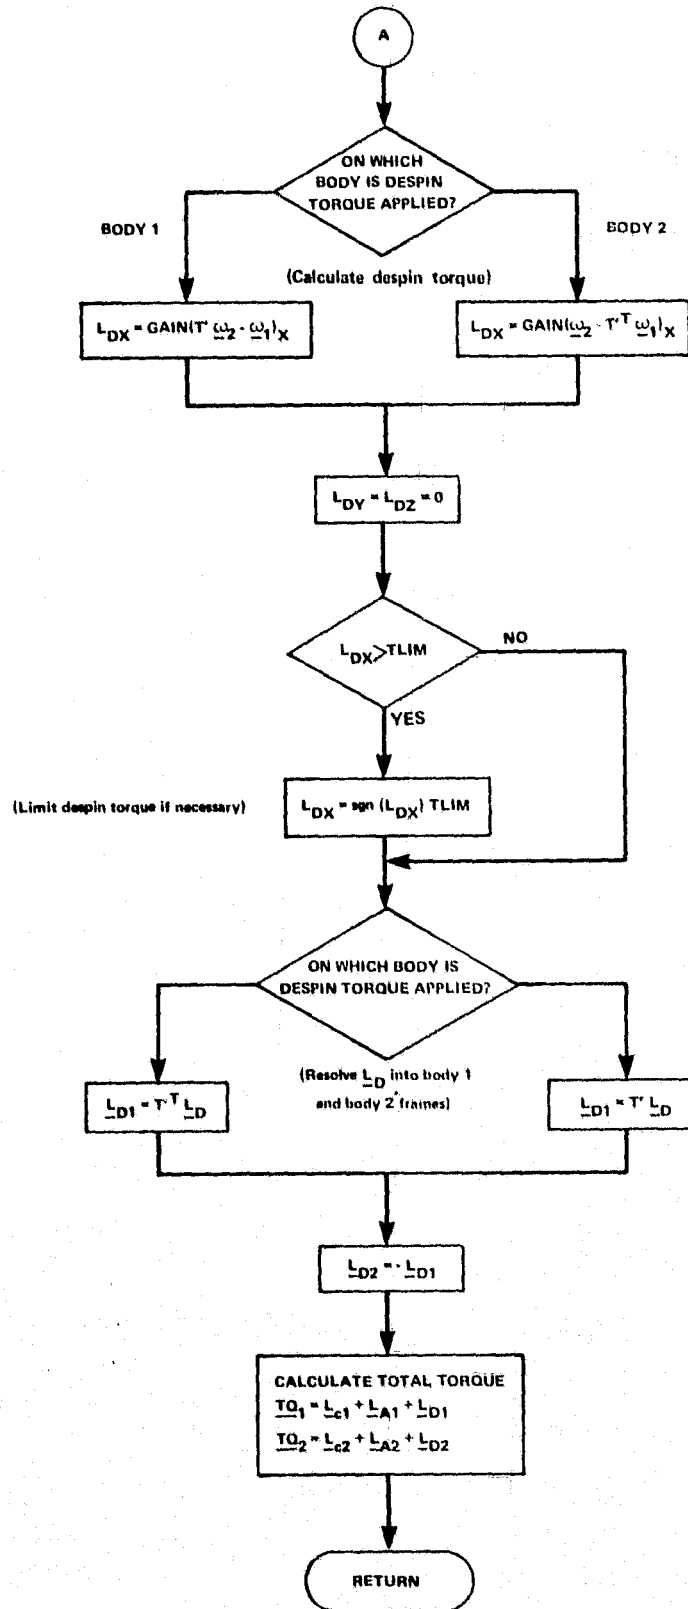 A
ON WHICH
BODY IS DESPIN
TORQUE APPLIED?
BODY 1
BODY 2
(Calculate despin torque)
L_DX = GAIN(T' ω_2 - ω_1)_X
L_DX = GAIN(ω_2 - T'^T ω_1)_X
L_DY = L_DZ = 0
L_DX > TLIM
NO
YES
(Limit despin torque if necessary)
L_DX = sgn (L_DX) TLIM
ON WHICH BODY IS
DESPIN TORQUE APPLIED?
(Resolve L_D into body 1
and body 2 frames)
L_D1 = T'^T L_D
L_D1 = T' L_D
L_D2 = - L_D1
CALCULATE TOTAL TORQUE
TQ_1 = L_c1 + L_A1 + L_D1
TQ_2 = L_c2 + L_A2 + L_D2
RETURN